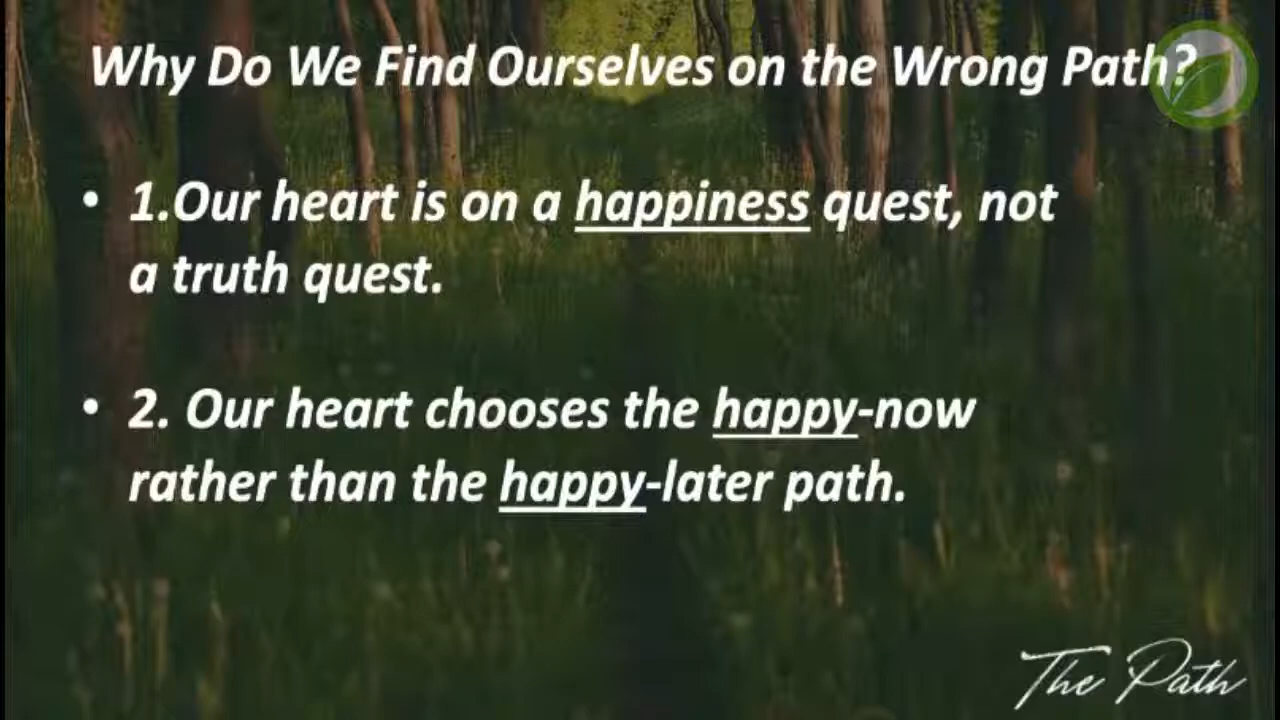 Why Do We Find Ourselves on the Wrong Path?
• 1.Our heart is on a happiness quest, not
a truth quest.
• 2. Our heart chooses the happy-now
rather than the happy-later path.
The Path